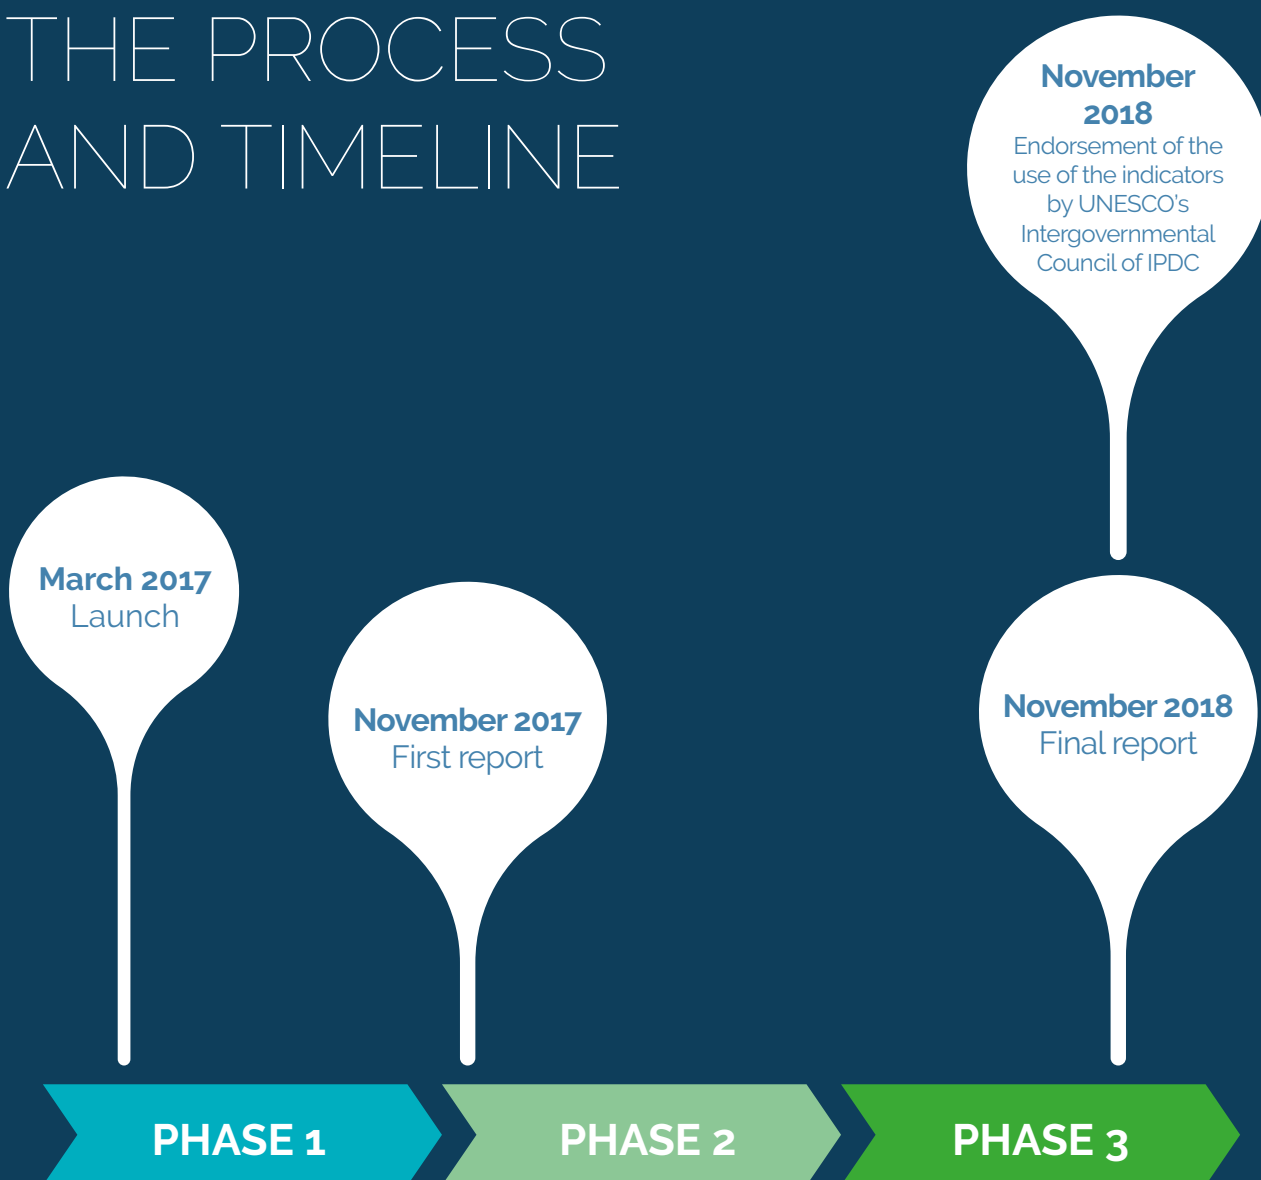 THE PROCESS
AND TIMELINE
November
2018
Endorsement of the
use of the indicators
by UNESCO's
Intergovernmental
Council of IPDC
March 2017
Launch
November 2017
First report
November 2018
Final report
PHASE 1
PHASE 2
PHASE 3